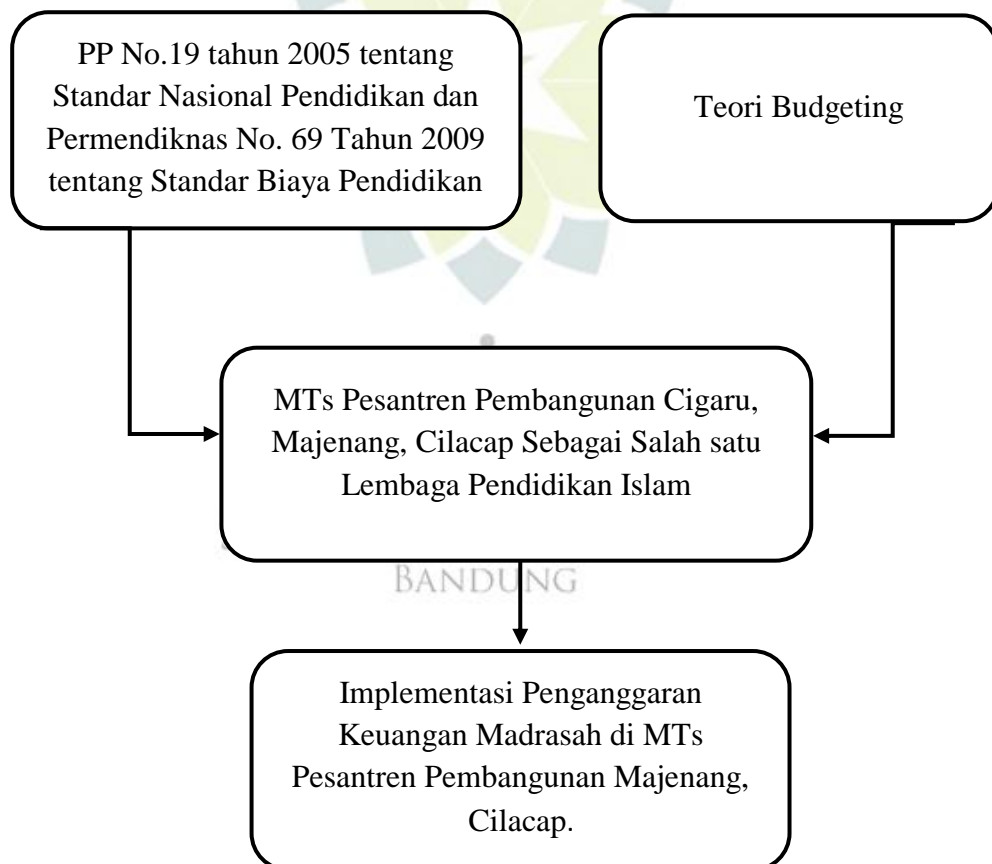 PP No.19 tahun 2005 tentang
Standar Nasional Pendidikan dan
Permendiknas No. 69 Tahun 2009
tentang Standar Biaya Pendidikan
Teori Budgeting
MTs Pesantren Pembangunan Cigaru,
Majenang, Cilacap Sebagai Salah satu
Lembaga Pendidikan Islam
BANDUNG
Implementasi Penganggaran
Keuangan Madrasah di MTs
Pesantren Pembangunan Majenang,
Cilacap.